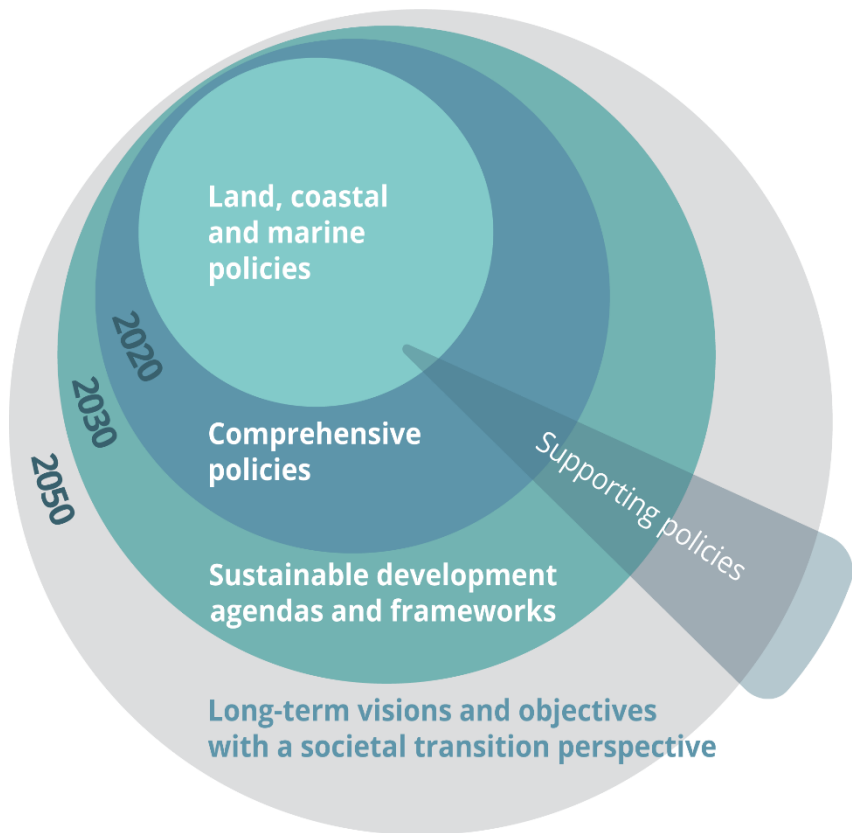 Land, coastal
and marine
policies
2020
2030
2050
Comprehensive
policies
Supporting policies
Sustainable development
agendas and frameworks
Long-term visions and objectives
with a societal transition perspective